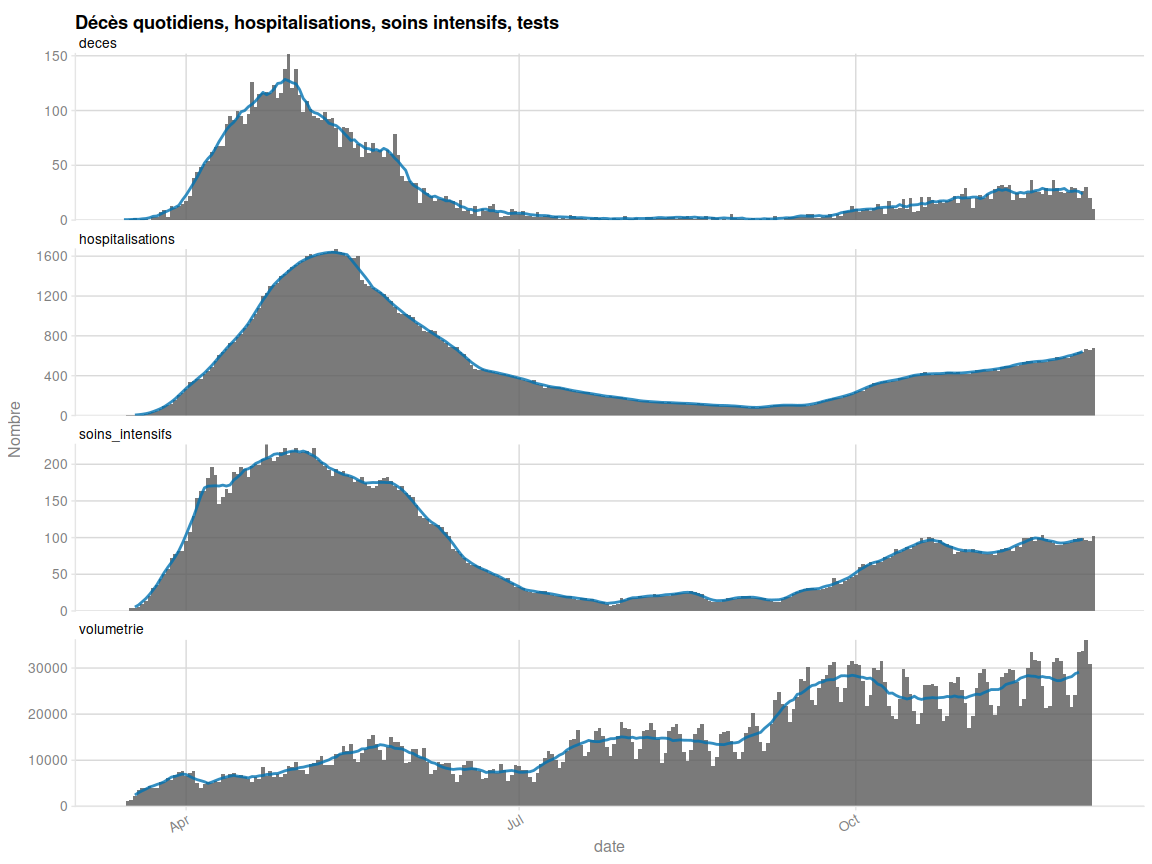 Décès quotidiens, hospitalisations, soins intensifs, tests
deces
150
100
50
0
hospitalisations
1600
1200
800
400
0
Nombre
soins_intensifs
200
150
100
50
0
volumetrie
30000
20000
10000
0
Apr
Jul
Oct
date